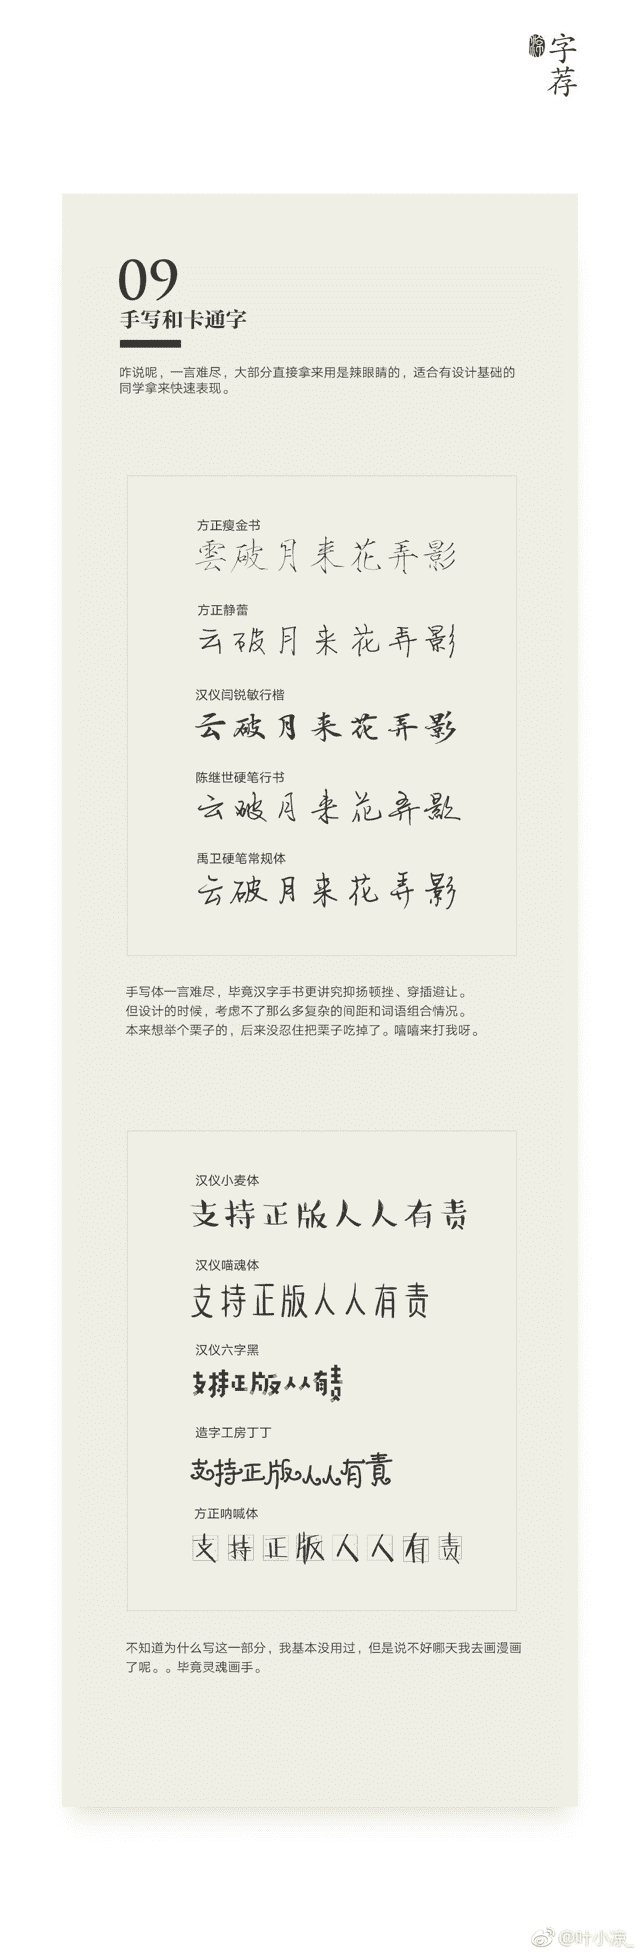 字荐
09
手写和卡通字
咋说呢，一言难尽，大部分直接拿来用是辣眼睛的，适合有设计基础的
同学拿来快速表现。
方正瘦金书
雲破月来花弄影
方正静蕾
云破月来花弄影
汉仪闫锐敏行楷
云破月来花弄影
陈继世硬笔行书
云破月来花弄影
禹卫硬笔常规体
云破月来花弄影
手写体一言难尽，毕竟汉字手书更讲究抑扬顿挫、穿插避让。
但设计的时候，考虑不了那么多复杂的间距和词语组合情况。
本来想举个栗子的，后来没忍住把栗子吃掉了。嘻嘻来打我呀。
汉仪小麦体
支持正版人人有责
汉仪喵魂体
支持正版人人有责
汉仪六字黑
支持正版人人有责
造字工房丁丁
支持正版人人有責
方正呐喊体
支持正版人人有责
不知道为什么写这一部分，我基本没用过，但是说不好哪天我去画漫画
了呢。。毕竟灵魂画手。
@叶小凉_